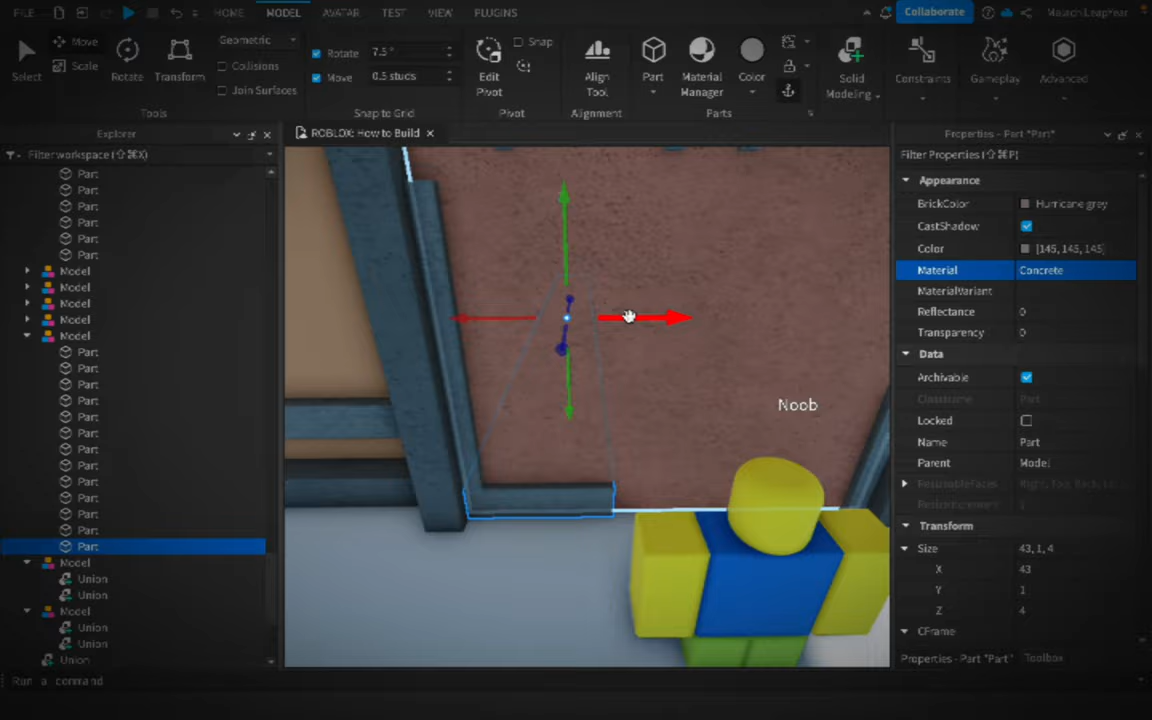 FILE HOME MODEL AVATAR TEST VIEW PLUGINS Collaborate
Select
Move
Scale
Rotate
Transform
Geometric
Collisions
Join Surfaces
Tools
Rotate 7.5 °
Move 0.5 studs
Snap to Grid
Edit
Pivot
Snap
Pivot
Align
Tool
Alignment
Part
Material
Manager
Color
Parts
Solid
Modeling
Constraints
Gameplay
Advanced
Explorer
Filter workspace (⇧⌘X)
Part
Part
Part
Part
Part
Part
Model
Model
Model
Model
Model
Part
Part
Part
Part
Part
Part
Part
Part
Part
Part
Part
Part
Part
Model
Union
Union
Model
Union
Union
Union
ROBLOX: How to Build
Noob
Properties - Part "Part"
Filter Properties (⇧⌘P)
Appearance
BrickColor Hurricane grey
CastShadow
Color [145, 145, 145]
Material Concrete
MaterialVariant
Reflectance 0
Transparency 0
Data
Archivable
Part
Locked
Name Part
Parent Model
Transform
Size 43, 1, 4
X 43
Y 1
Z 4
CFrame
Properties - Part "Part" Toolbox
Run a command